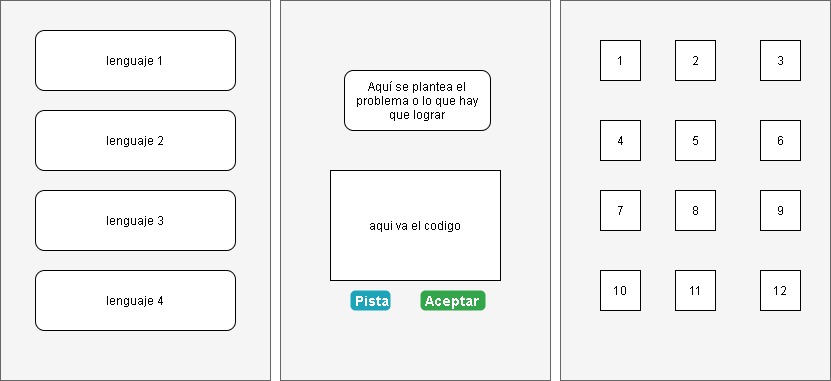 lenguaje 1
lenguaje 2
lenguaje 3
lenguaje 4
Aquí se plantea el
problema o lo que hay
que lograr
aqui va el codigo
Pista
Aceptar
1
2
3
4
5
6
7
8
9
10
11
12